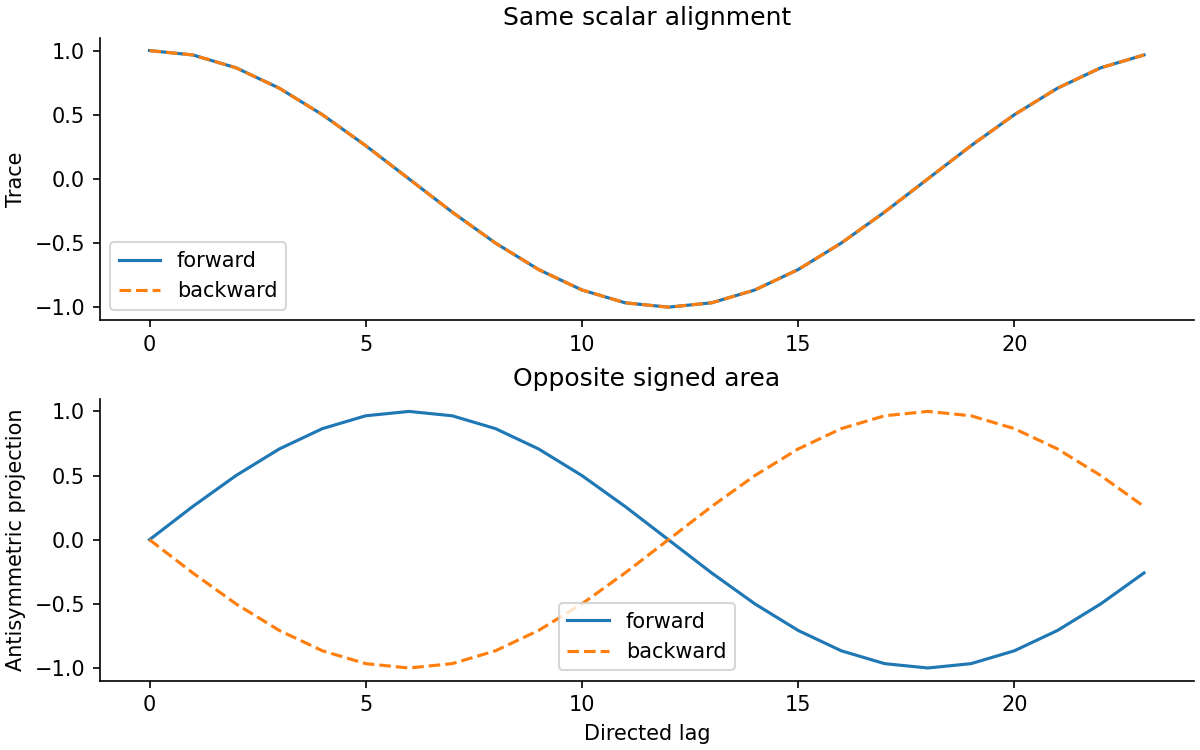 Same scalar alignment
Trace
1.0
0.5
0.0
−0.5
−1.0
forward
backward
0 5 10 15 20
Opposite signed area
Antisymmetric projection
1.0
0.5
0.0
−0.5
−1.0
forward
backward
0 5 10 15 20
Directed lag